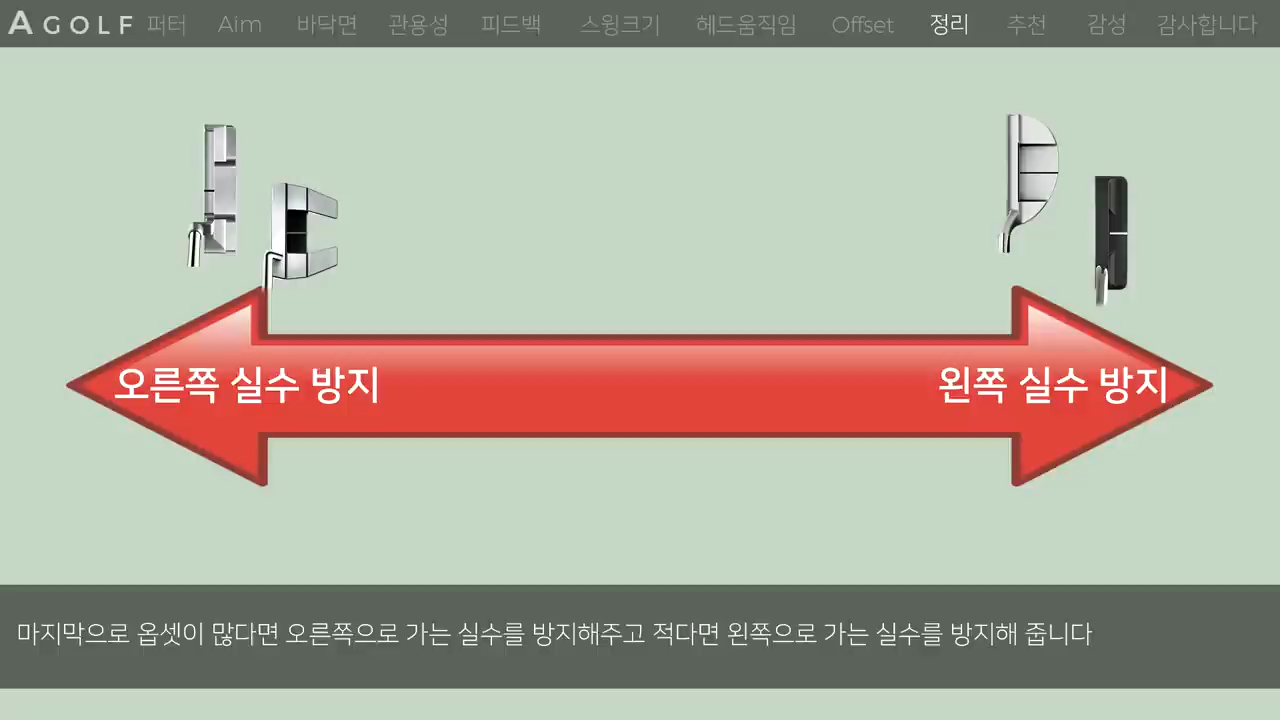 A GOLF 퍼터 Aim 바닥면 관용성 피드백 스윙크기 헤드움직임 Offset 정리 추천 감성 감사합니다
오른쪽 실수 방지
왼쪽 실수 방지
마지막으로 옵셋이 많다면 오른쪽으로 가는 실수를 방지해주고 적다면 왼쪽으로 가는 실수를 방지해 줍니다